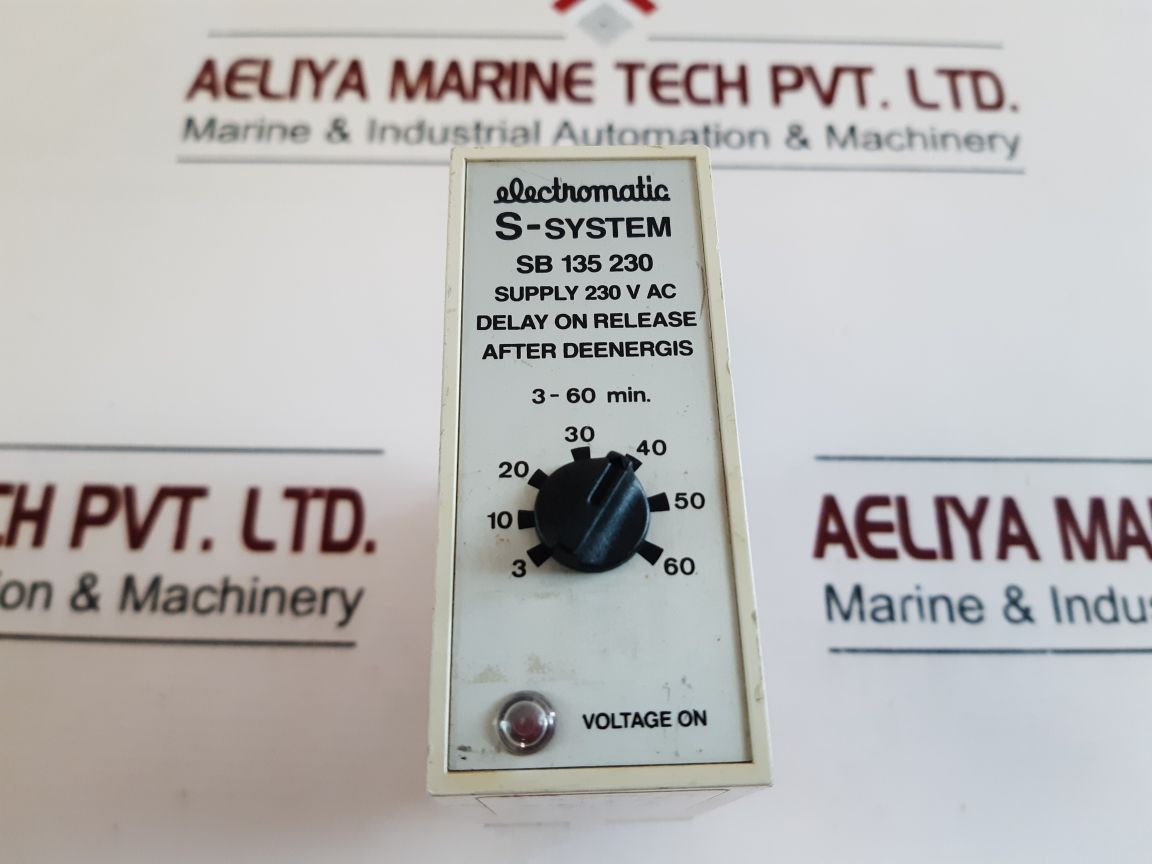 AELIYA MARINE TECH PVT. LTD.
Marine & Industrial Automation & Machinery
electromatic
S-SYSTEM
SB 135 230
SUPPLY 230 V AC
DELAY ON RELEASE
AFTER DEENERGIS
3 - 60 min.
30
20
40
10
50
3
60
VOLTAGE ON
CH PVT. LTD.
on & Machinery
AELIYA MA
Marine & Indus